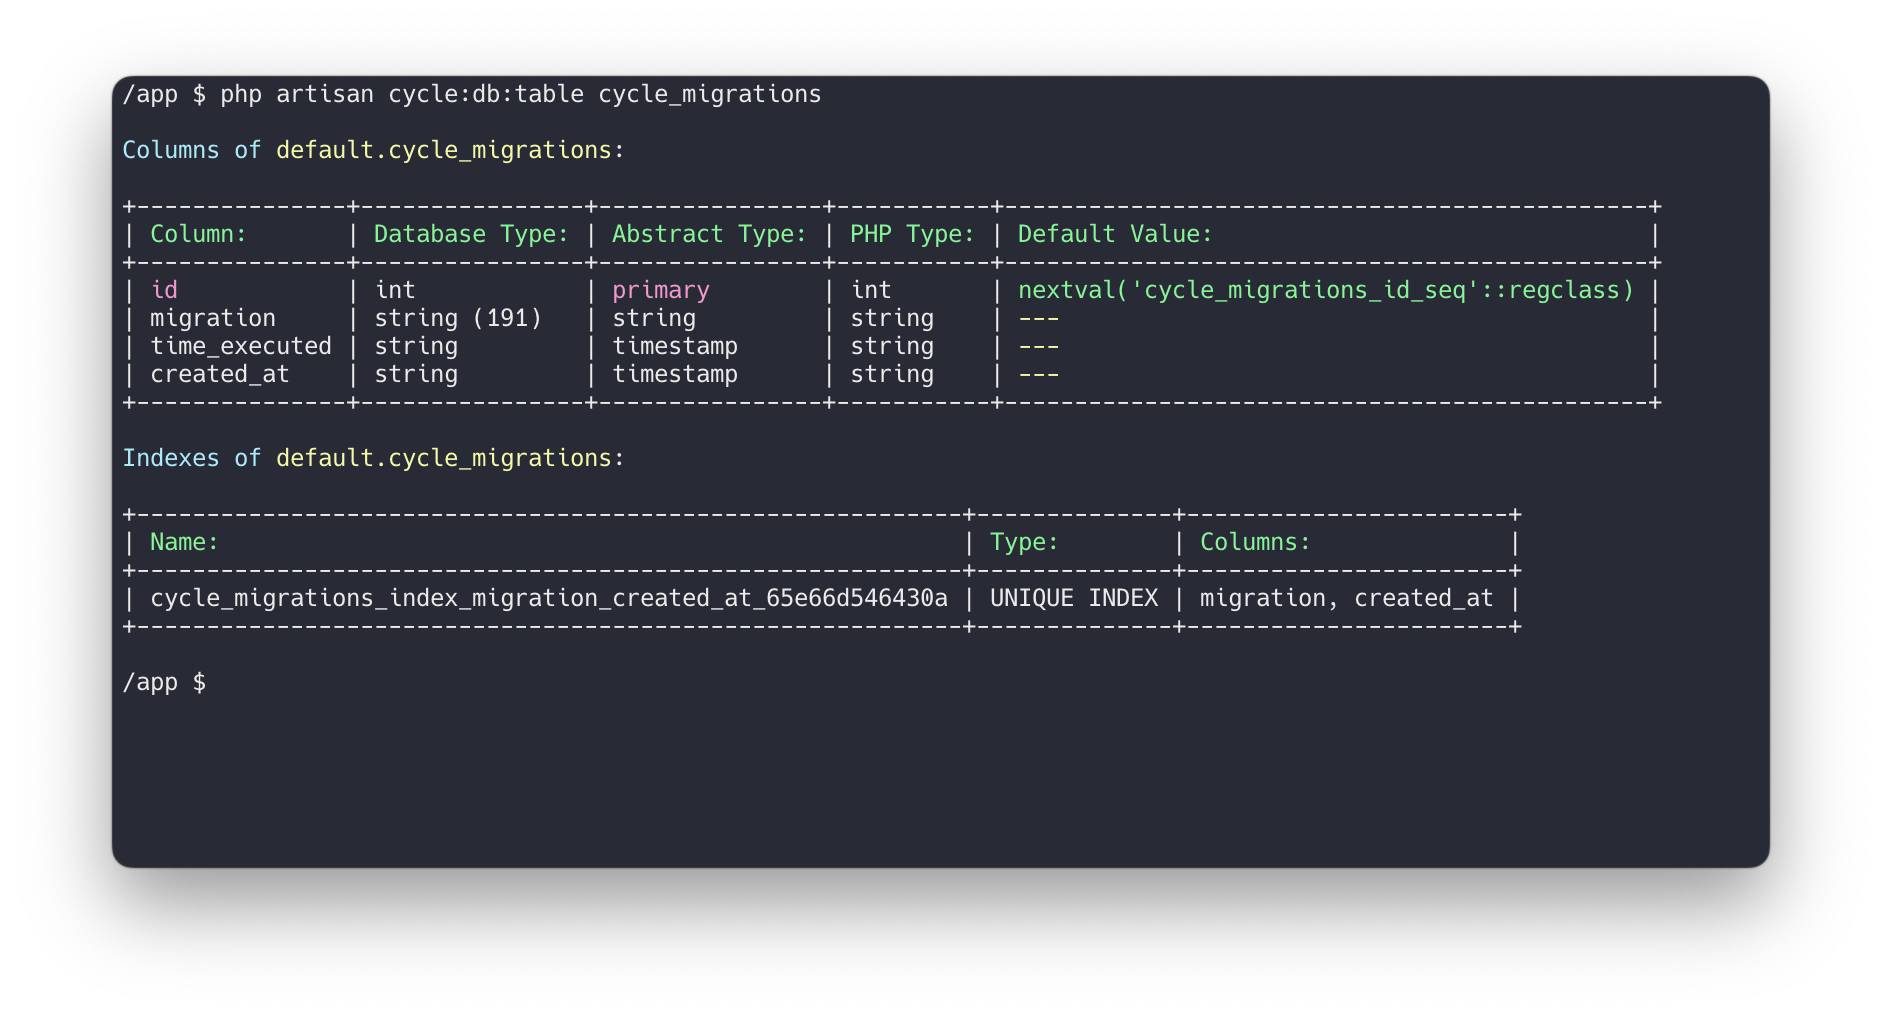 /app $ php artisan cycle:db:table cycle_migrations
Columns of default.cycle_migrations:
+---------------+----------------+----------------+-----------+----------------------------------------------+
| Column:       | Database Type: | Abstract Type: | PHP Type: | Default Value:                               |
+---------------+----------------+----------------+-----------+----------------------------------------------+
| id            | int            | primary        | int       | nextval('cycle_migrations_id_seq'::regclass) |
| migration     | string (191)   | string         | string    | ---                                          |
| time_executed | string         | timestamp      | string    | ---                                          |
| created_at    | string         | timestamp      | string    | ---                                          |
+---------------+----------------+----------------+-----------+----------------------------------------------+
Indexes of default.cycle_migrations:
+-----------------------------------------------------------+--------------+-----------------------+
| Name:                                                     | Type:        | Columns:              |
+-----------------------------------------------------------+--------------+-----------------------+
| cycle_migrations_index_migration_created_at_65e66d546430a | UNIQUE INDEX | migration, created_at |
+-----------------------------------------------------------+--------------+-----------------------+
/app $